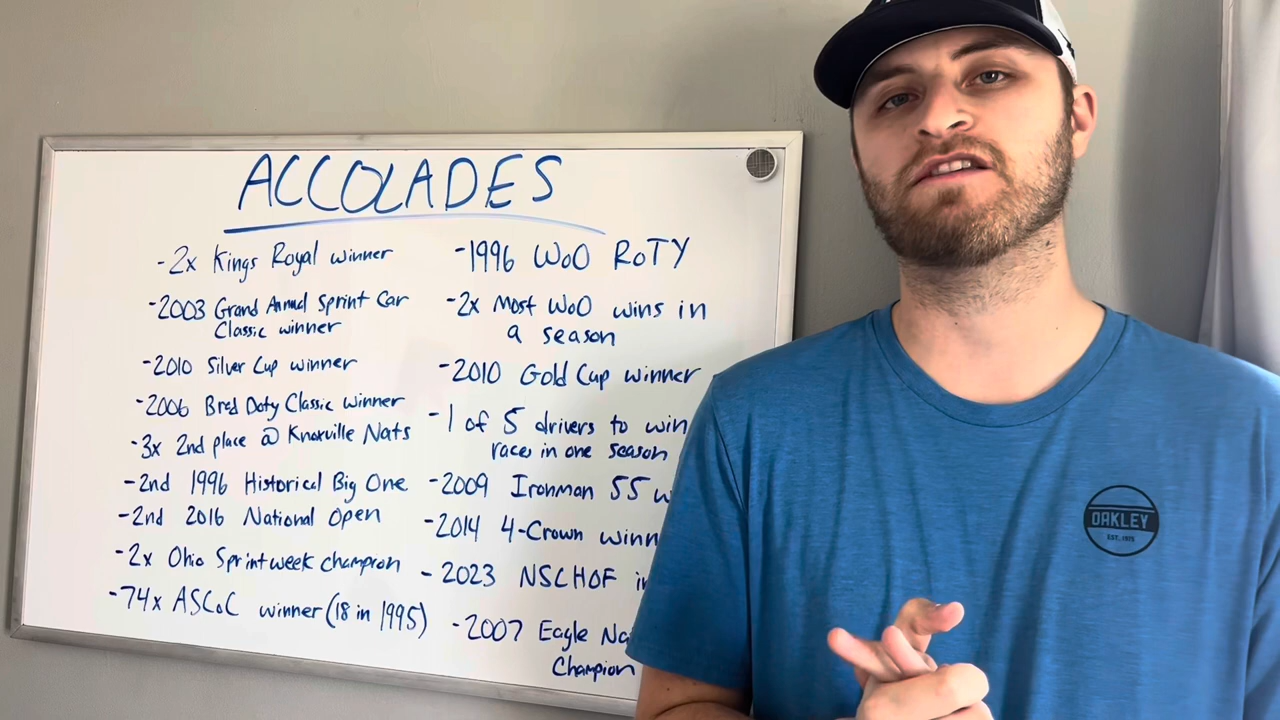 ACCOLADES
-2x Kings Royal winner
-2003 Grand Annual Sprint Car
Classic winner
-2010 Silver Cup winner
-2006 Brad Doty Classic winner
-3x 2nd place @ Knoxville Nats
-2nd 1996 Historical Big One
-2nd 2016 National Open
-2x Ohio Sprintweek champion
-74x ASCoC winner (18 in 1995)
-1996 WoO RoTY
-2x Most WoO wins in
a season
-2010 Gold Cup winner
-1 of 5 drivers to win
races in one season
-2009 Ironman 55 w
-2014 4-Crown winn
-2023 NSCHOF in
-2007 Eagle Na
Champion
OAKLEY
EST. 1975